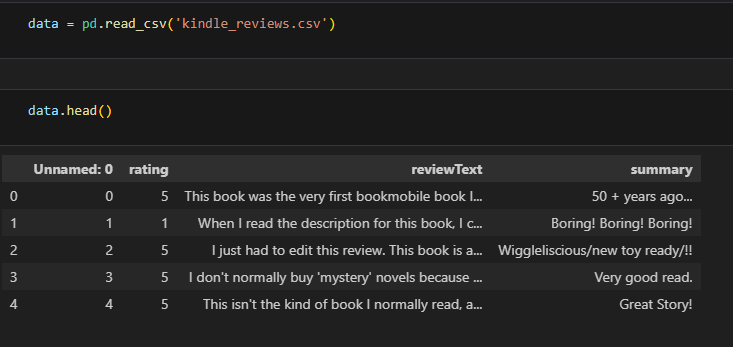 data = pd.read_csv('kindle_reviews.csv')
data.head()
Unnamed: 0 rating reviewText summary
0 0 5 This book was the very first bookmobile book I... 50 + years ago...
1 1 1 When I read the description for this book, I c... Boring! Boring! Boring!
2 2 5 I just had to edit this review. This book is a... Wiggleliscious/new toy ready/!!
3 3 5 I don't normally buy 'mystery' novels because ... Very good read.
4 4 5 This isn't the kind of book I normally read, a... Great Story!